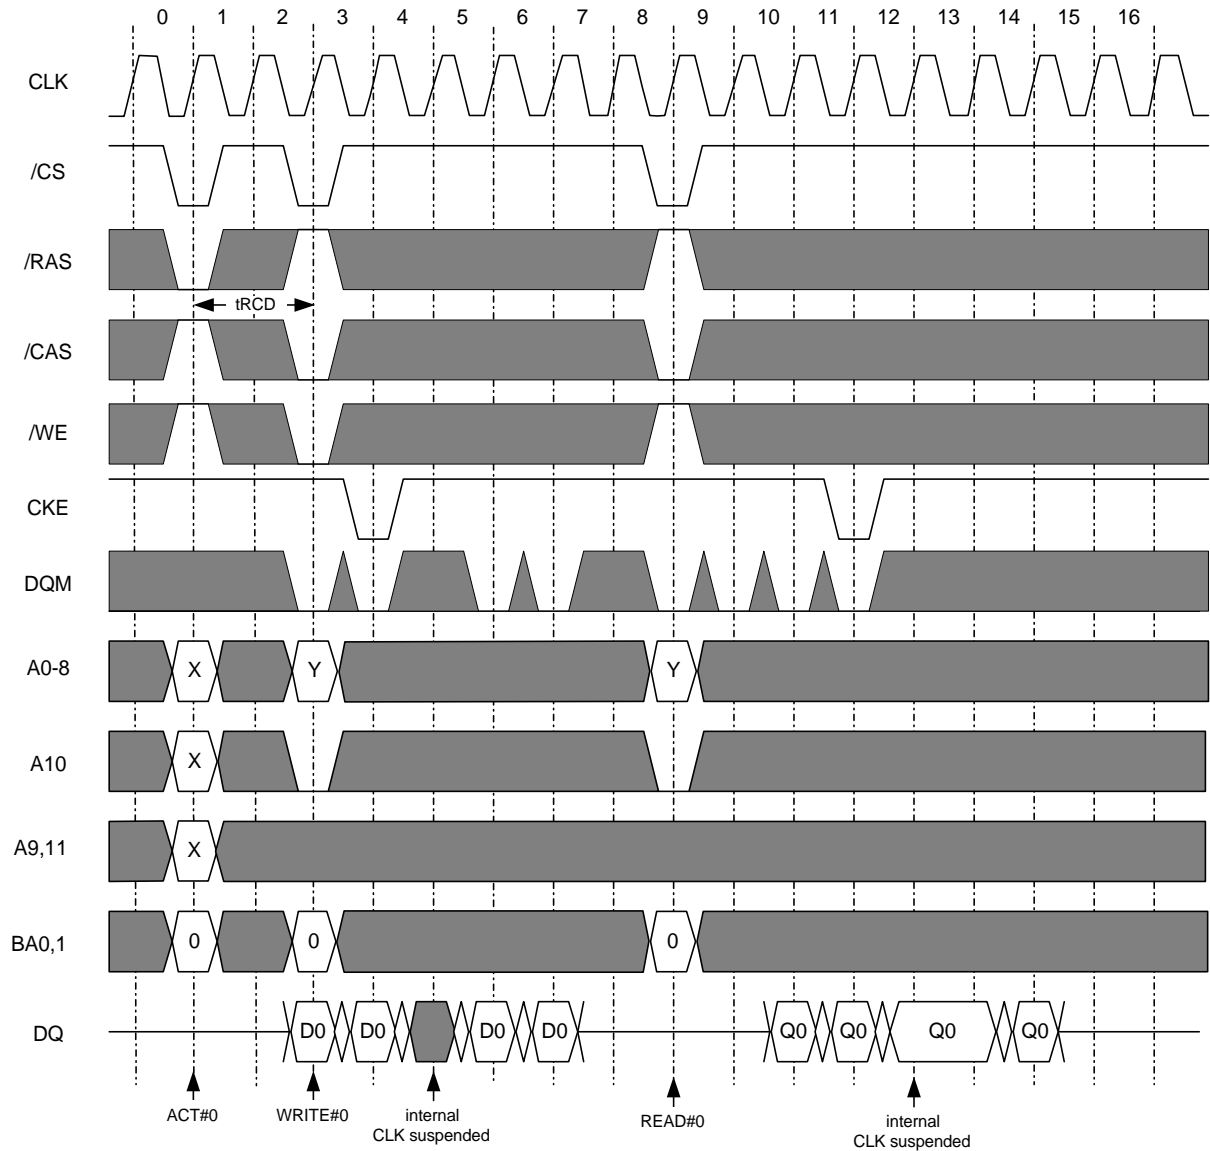 0 1 2 3 4 5 6 7 8 9 10 11 12 13 14 15 16
CLK
/CS
/RAS
tRCD
/CAS
/WE
CKE
DQM
A0-8 X Y Y
A10 X
A9,11 X
BA0,1 0 0 0
DQ D0 D0 D0 D0 Q0 Q0 Q0 Q0
ACT#0 WRITE#0 internal READ#0 internal
CLK suspended CLK suspended